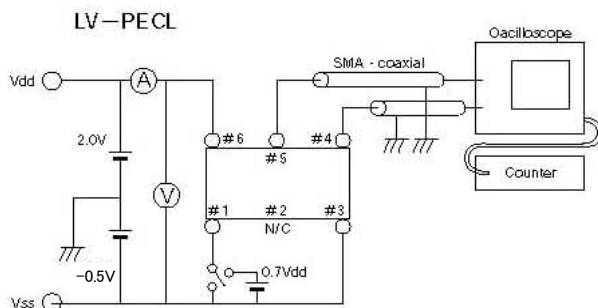 LV-PECL
Oacilloscope
SMA - coaxial
Vdd
A
#6
#5
#4
2.0V
V
Counter
#1
#2
#3
N/C
-0.5V
0.7Vdd
Vss